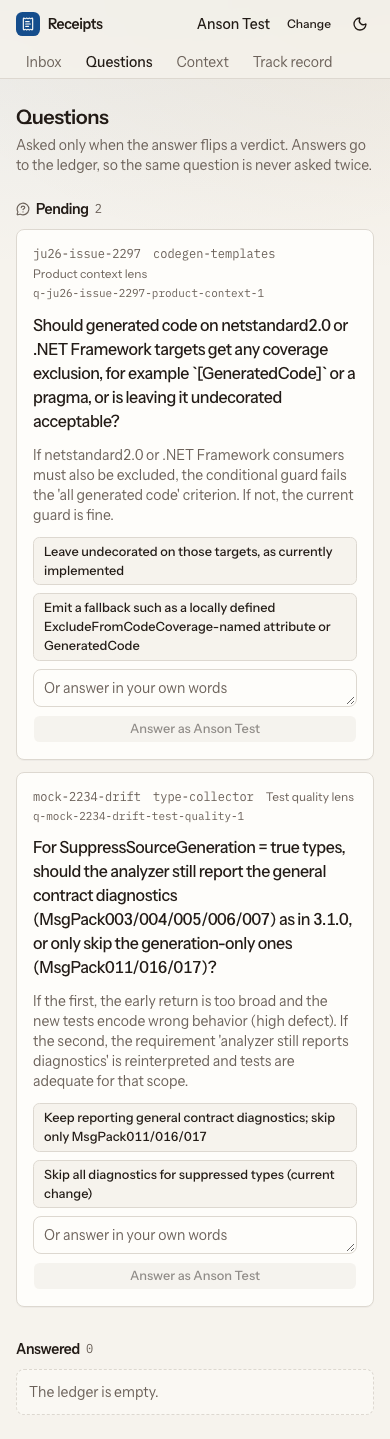 Receipts
Anson Test
Change
Inbox
Questions
Context
Track record
Questions
Asked only when the answer flips a verdict. Answers go
to the ledger, so the same question is never asked twice.
Pending 2
ju26-issue-2297 codegen-templates
Product context lens
q-ju26-issue-2297-product-context-1
Should generated code on netstandard2.0 or
.NET Framework targets get any coverage
exclusion, for example `[GeneratedCode]` or a
pragma, or is leaving it undecorated
acceptable?
If netstandard2.0 or .NET Framework consumers
must also be excluded, the conditional guard fails
the 'all generated code' criterion. If not, the current
guard is fine.
Leave undecorated on those targets, as currently
implemented
Emit a fallback such as a locally defined
ExcludeFromCodeCoverage-named attribute or
GeneratedCode
Or answer in your own words
Answer as Anson Test
mock-2234-drift type-collector Test quality lens
q-mock-2234-drift-test-quality-1
For SuppressSourceGeneration = true types,
should the analyzer still report the general
contract diagnostics
(MsgPack003/004/005/006/007) as in 3.1.0,
or only skip the generation-only ones
(MsgPack011/016/017)?
If the first, the early return is too broad and the
new tests encode wrong behavior (high defect). If
the second, the requirement 'analyzer still reports
diagnostics' is reinterpreted and tests are
adequate for that scope.
Keep reporting general contract diagnostics; skip
only MsgPack011/016/017
Skip all diagnostics for suppressed types (current
change)
Or answer in your own words
Answer as Anson Test
Answered 0
The ledger is empty.